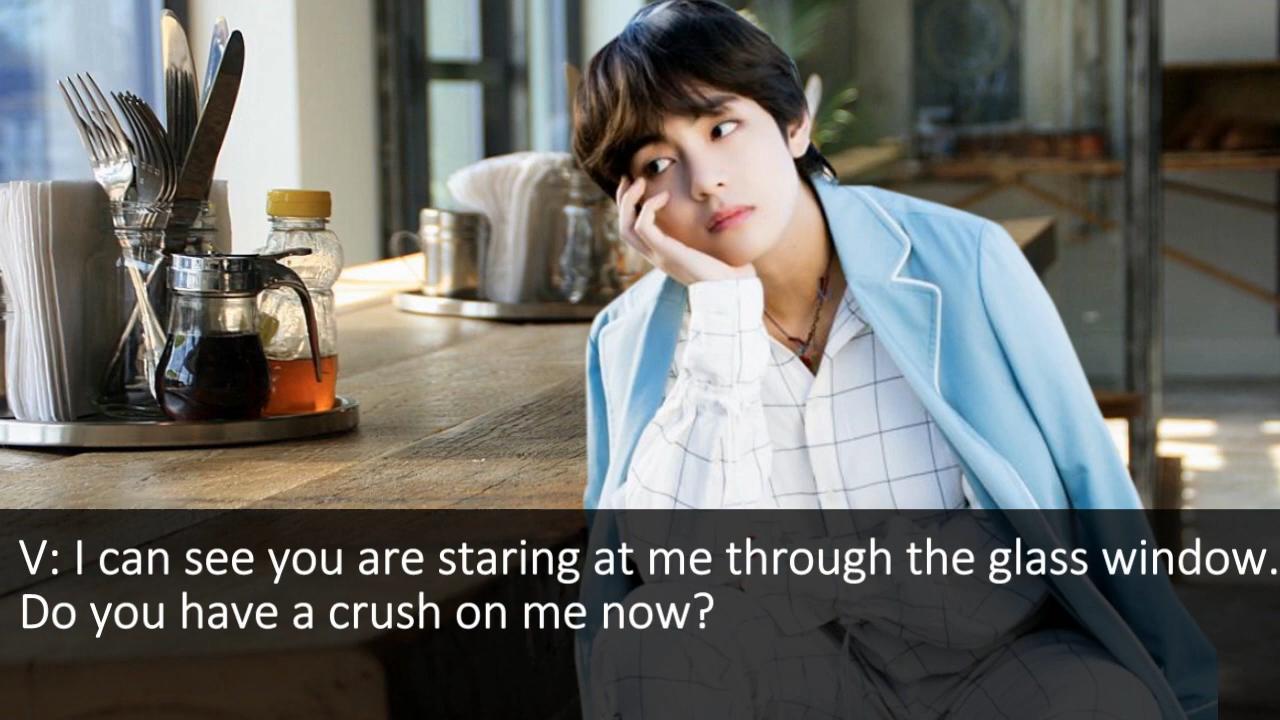 V: I can see you are staring at me through the glass window.
Do you have a crush on me now?